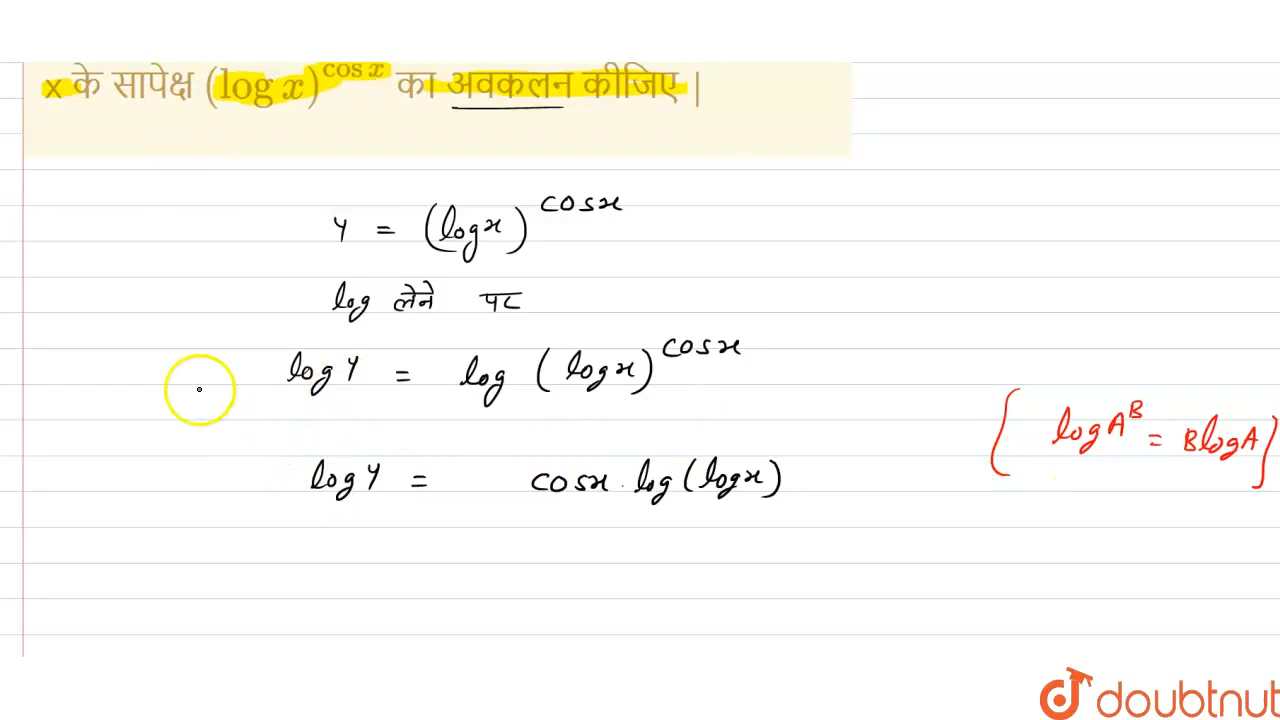 x के सापेक्ष (log x)^{cos x} का अवकलन कीजिए |
y = (log x)^{cos x}
log लेने पर
log y = log (log x)^{cos x}
{ log A^B = B log A }
log y = cos x . log (log x)
doubtnut